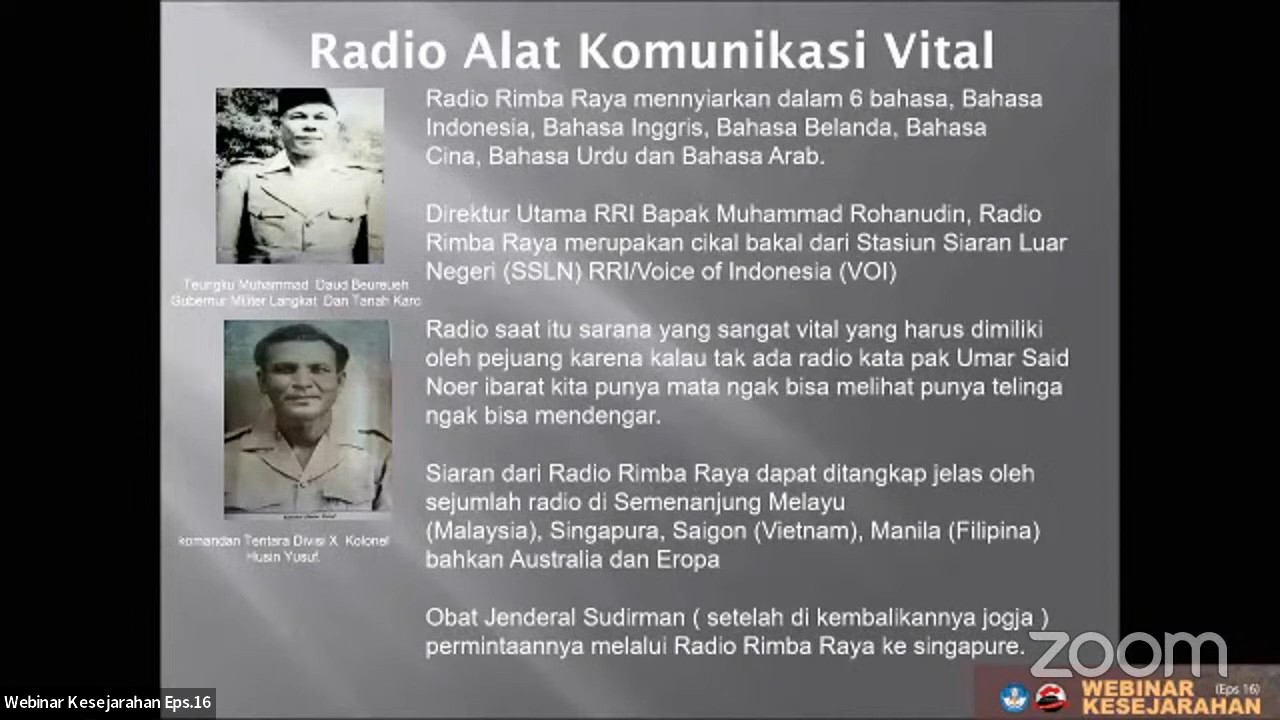 Radio Alat Komunikasi Vital
Radio Rimba Raya mennyiarkan dalam 6 bahasa, Bahasa
Indonesia, Bahasa Inggris, Bahasa Belanda, Bahasa
Cina, Bahasa Urdu dan Bahasa Arab.
Direktur Utama RRI Bapak Muhammad Rohanudin, Radio
Rimba Raya merupakan cikal bakal dari Stasiun Siaran Luar
Negeri (SSLN) RRI/Voice of Indonesia (VOI)
Teungku Muhammad Daud Beureueh
Gubernur Militer Langkat Dan Tanah Karo
Radio saat itu sarana yang sangat vital yang harus dimiliki
oleh pejuang karena kalau tak ada radio kata pak Umar Said
Noer ibarat kita punya mata ngak bisa melihat punya telinga
ngak bisa mendengar.
Siaran dari Radio Rimba Raya dapat ditangkap jelas oleh
sejumlah radio di Semenanjung Melayu
(Malaysia), Singapura, Saigon (Vietnam), Manila (Filipina)
bahkan Australia dan Eropa
komandan Tentara Divisi X Kolonel
Husin Yusuf.
Obat Jenderal Sudirman ( setelah di kembalikannya jogja )
permintaannya melalui Radio Rimba Raya ke singapure.
zoom
WEBINAR (Eps 16)
KESEJARAHAN
Webinar Kesejarahan Eps.16